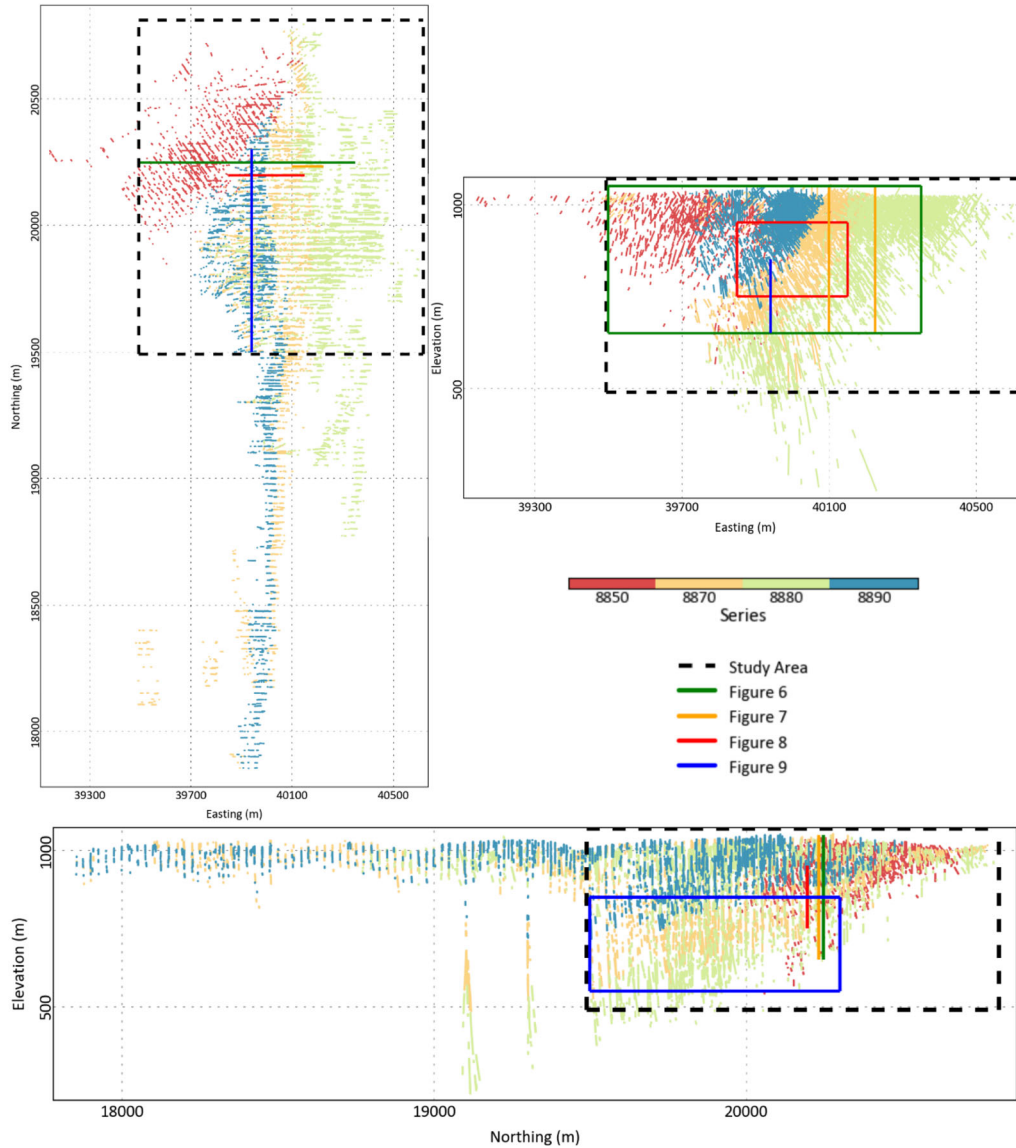 20500
20000
19500
19000
18500
18000
Northing (m)
39300 39700 40100 40500
Easting (m)
1000
500
Elevation (m)
39300 39700 40100 40500
Easting (m)
8850 8870 8880 8890
Series
Study Area
Figure 6
Figure 7
Figure 8
Figure 9
1000
500
Elevation (m)
18000 19000 20000
Northing (m)